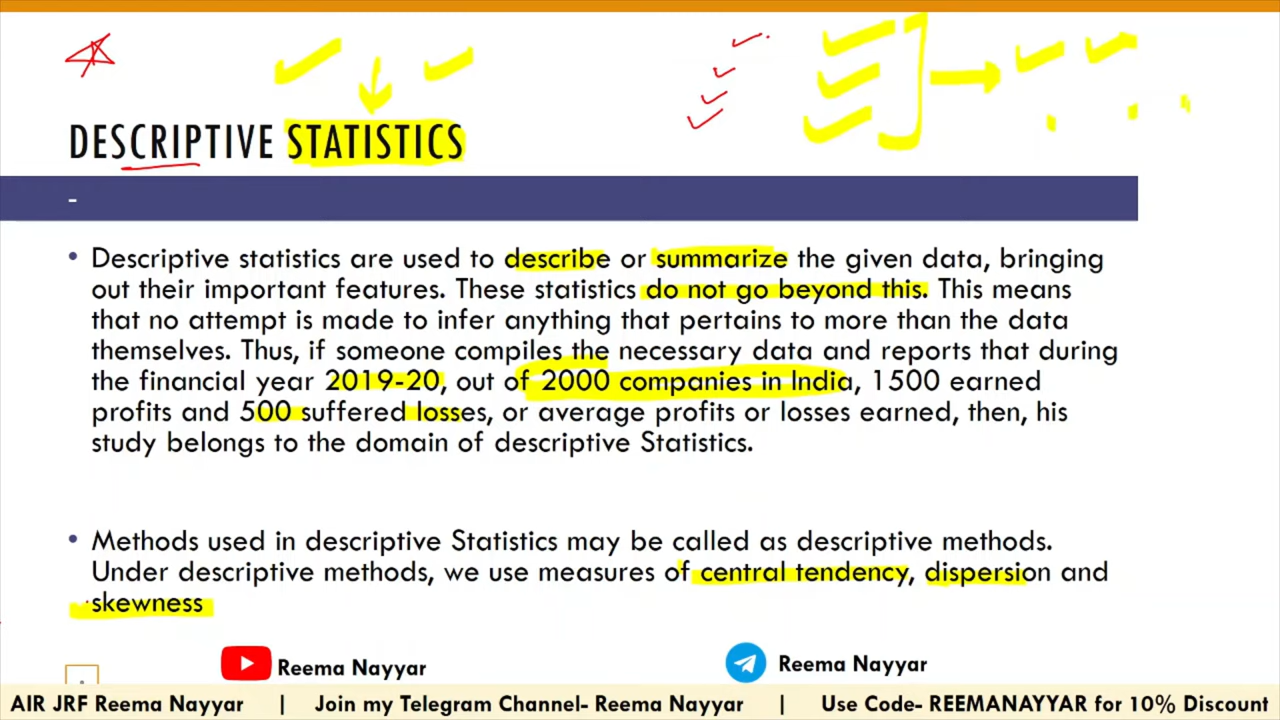 DESCRIPTIVE STATISTICS
-
• Descriptive statistics are used to describe or summarize the given data, bringing
out their important features. These statistics do not go beyond this. This means
that no attempt is made to infer anything that pertains to more than the data
themselves. Thus, if someone compiles the necessary data and reports that during
the financial year 2019-20, out of 2000 companies in India, 1500 earned
profits and 500 suffered losses, or average profits or losses earned, then, his
study belongs to the domain of descriptive Statistics.
• Methods used in descriptive Statistics may be called as descriptive methods.
Under descriptive methods, we use measures of central tendency, dispersion and
skewness
Reema Nayyar
Reema Nayyar
AIR JRF Reema Nayyar | Join my Telegram Channel- Reema Nayyar | Use Code- REEMANAYYAR for 10% Discount